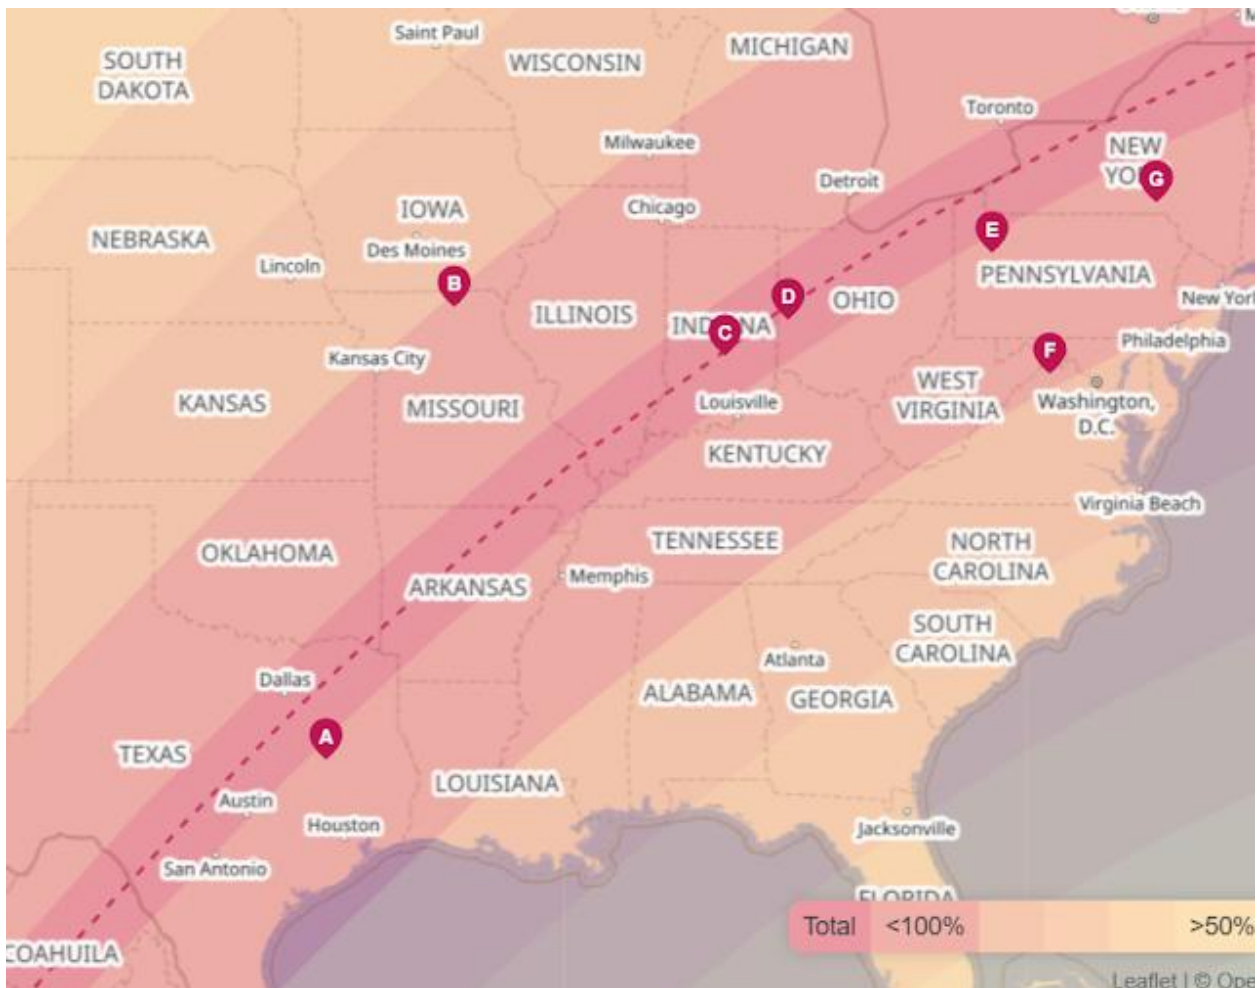 Saint Paul
SOUTH
DAKOTA
WISCONSIN
MICHIGAN
Toronto
Milwaukee
NEW
Detroit
G
Chicago
IOWA
NEBRASKA
Des Moines
E
Lincoln
PENNSYLVANIA
B
D
OHIO
New York
ILLINOIS
C
Philadelphia
F
Kansas City
WEST
VIRGINIA
KANSAS
MISSOURI
Louisville
Washington,
D.C.
KENTUCKY
Virginia Beach
TENNESSEE
NORTH
CAROLINA
OKLAHOMA
Memphis
ARKANSAS
SOUTH
CAROLINA
Atlanta
Dallas
ALABAMA
GEORGIA
A
TEXAS
LOUISIANA
Austin
Houston
Jacksonville
San Antonio
FLORIDA
Total <100% >50%
COAHUILA
Leaflet | © Ope